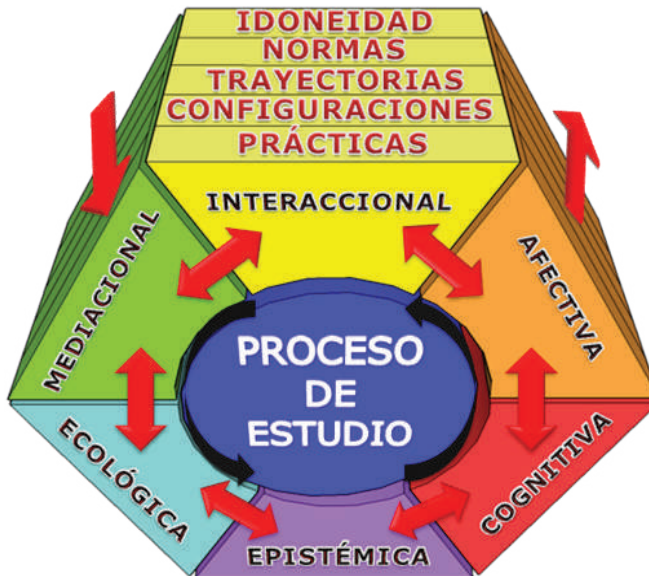 IDONEIDAD
NORMAS
TRAYECTORIAS
CONFIGURACIONES
PRÁCTICAS
INTERACCIONAL
MEDIACIONAL
AFECTIVA
PROCESO
DE
ESTUDIO
ECOLÓGICA
COGNITIVA
EPISTÉMICA